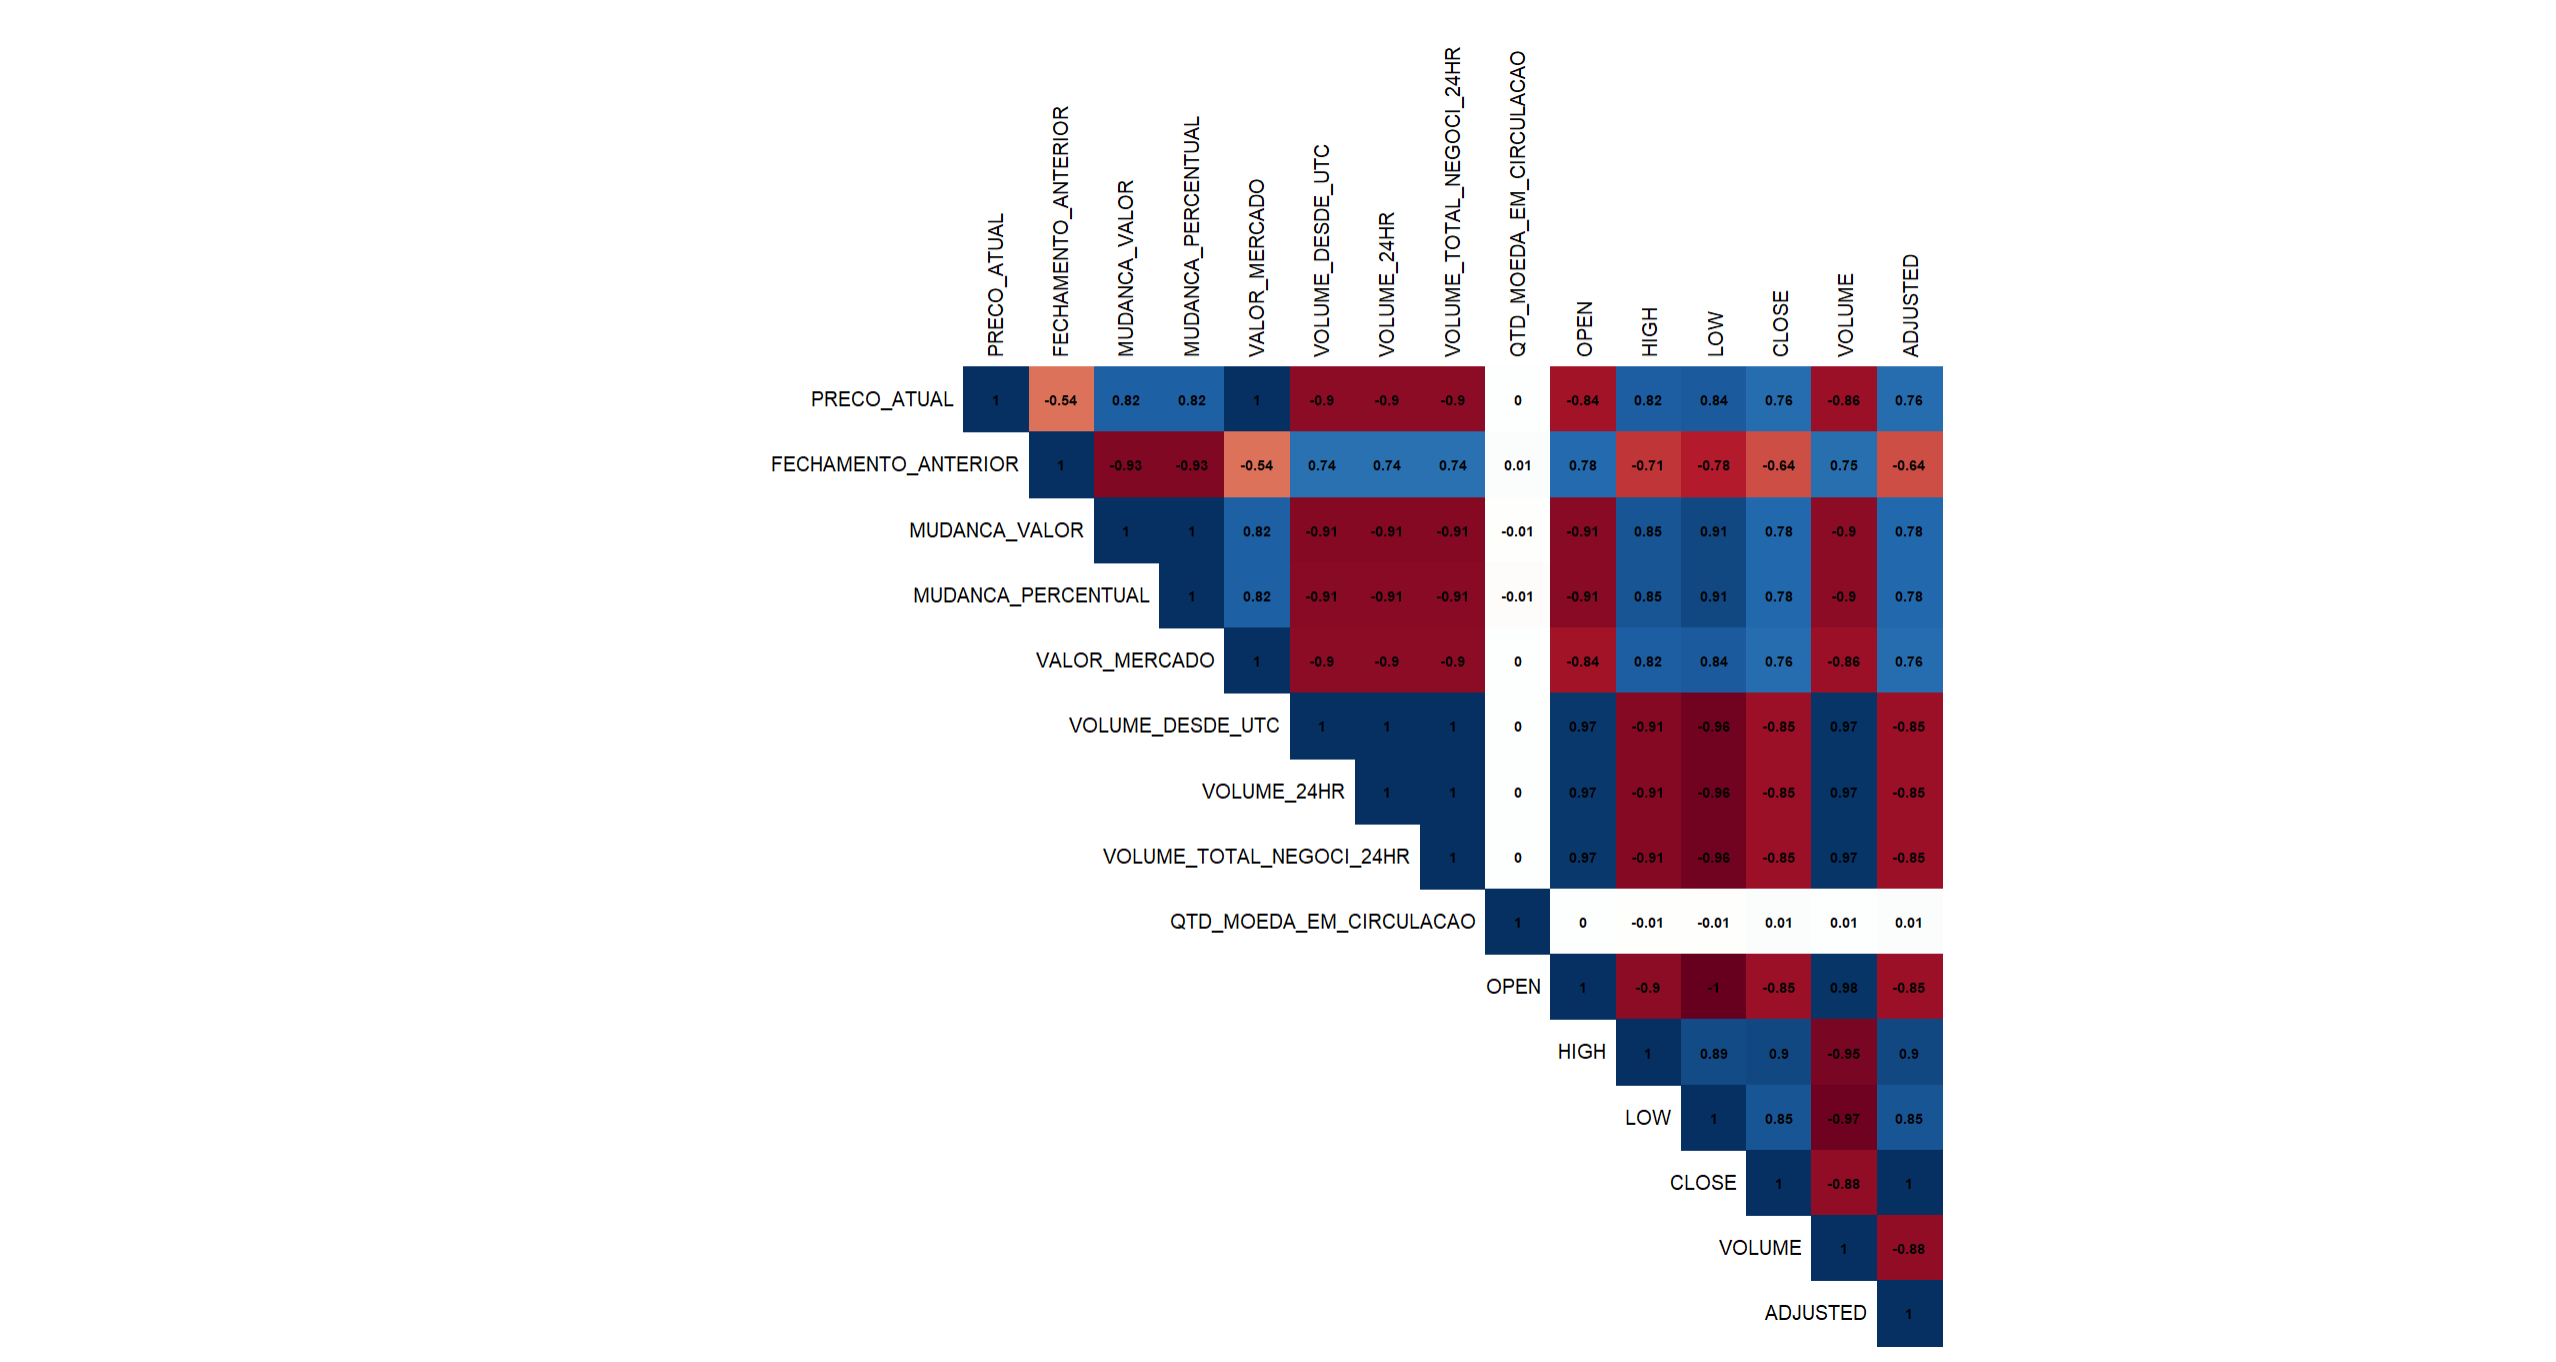 PRECO_ATUAL FECHAMENTO_ANTERIOR MUDANCA_VALOR MUDANCA_PERCENTUAL VALOR_MERCADO VOLUME_DESDE_UTC VOLUME_24HR VOLUME_TOTAL_NEGOCI_24HR QTD_MOEDA_EM_CIRCULACAO OPEN HIGH LOW CLOSE VOLUME ADJUSTED
PRECO_ATUAL 1 -0.54 0.82 0.82 1 -0.9 -0.9 -0.9 0 -0.84 0.82 0.84 0.76 -0.86 0.76
FECHAMENTO_ANTERIOR 1 -0.93 -0.93 -0.54 0.74 0.74 0.74 0.01 0.78 -0.71 -0.78 -0.64 0.75 -0.64
MUDANCA_VALOR 1 1 0.82 -0.91 -0.91 -0.91 -0.01 -0.91 0.85 0.91 0.78 -0.9 0.78
MUDANCA_PERCENTUAL 1 0.82 -0.91 -0.91 -0.91 -0.01 -0.91 0.85 0.91 0.78 -0.9 0.78
VALOR_MERCADO 1 -0.9 -0.9 -0.9 0 -0.84 0.82 0.84 0.76 -0.86 0.76
VOLUME_DESDE_UTC 1 1 1 0 0.97 -0.91 -0.96 -0.85 0.97 -0.85
VOLUME_24HR 1 1 0 0.97 -0.91 -0.96 -0.85 0.97 -0.85
VOLUME_TOTAL_NEGOCI_24HR 1 0 0.97 -0.91 -0.96 -0.85 0.97 -0.85
QTD_MOEDA_EM_CIRCULACAO 1 0 -0.01 -0.01 0.01 0.01 0.01
OPEN 1 -0.9 -1 -0.85 0.98 -0.85
HIGH 1 0.89 0.9 -0.95 0.9
LOW 1 0.85 -0.97 0.85
CLOSE 1 -0.88 1
VOLUME 1 -0.88
ADJUSTED 1